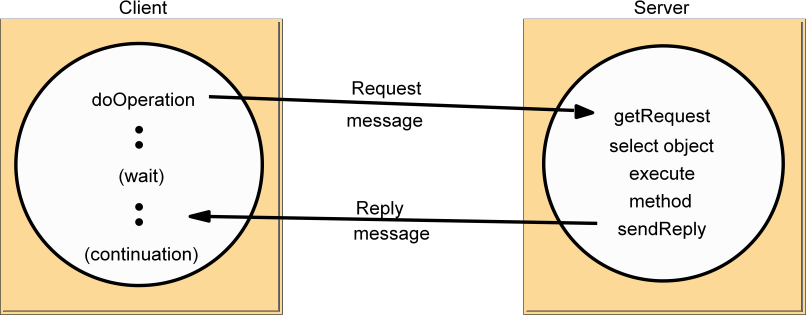 Client
Server
doOperation
Request
message
getRequest
select object
(wait)
execute
method
Reply
message
sendReply
(continuation)